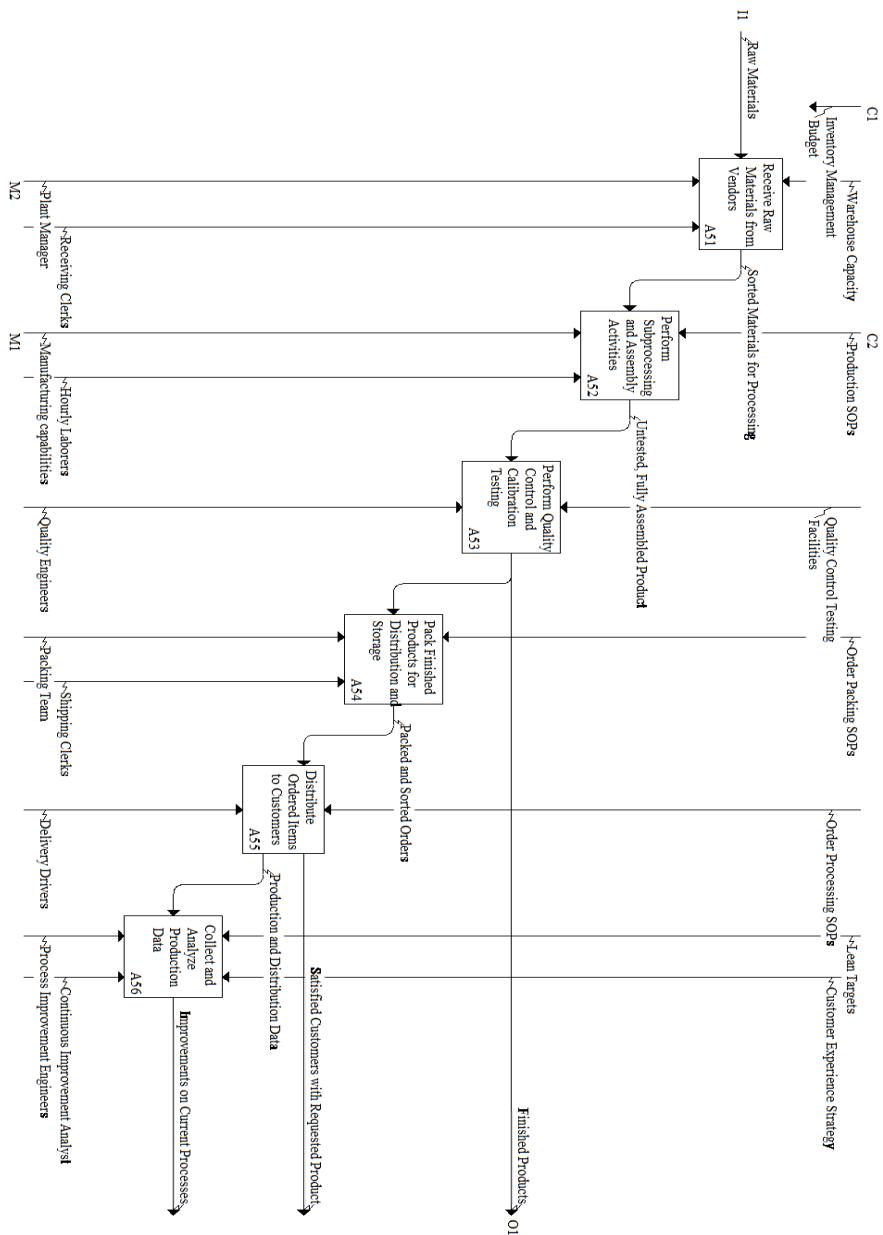 I1
Raw Materials
C1
Inventory Management
Budget
Warehouse Capacity
C2
Production SOPs
Quality Control Testing
Facilities
Order Packing SOPs
Order Processing SOPs
Lean Targets
Customer Experience Strategy
Receive Raw
Materials from
Vendors
A51
Sorted Materials for Processing
Perform
Subprocessing
and Assembly
Activities
A52
Untested, Fully Assembled Product
Perform Quality
Control and
Calibration
Testing
A53
Finished Products
O1
Pack Finished
Products for
Distribution and
Storage
A54
Packed and Sorted Orders
Distribute
Ordered Items
to Customers
A55
Satisfied Customers with Requested Product
Production and Distribution Data
Collect and
Analyze
Production
Data
A56
Improvements on Current Processes
M2
Plant Manager
Receiving Clerks
M1
Manufacturing capabilities
Hourly Laborers
Quality Engineers
Packing Team
Shipping Clerks
Delivery Drivers
Process Improvement Engineers
Continuous Improvement Analyst